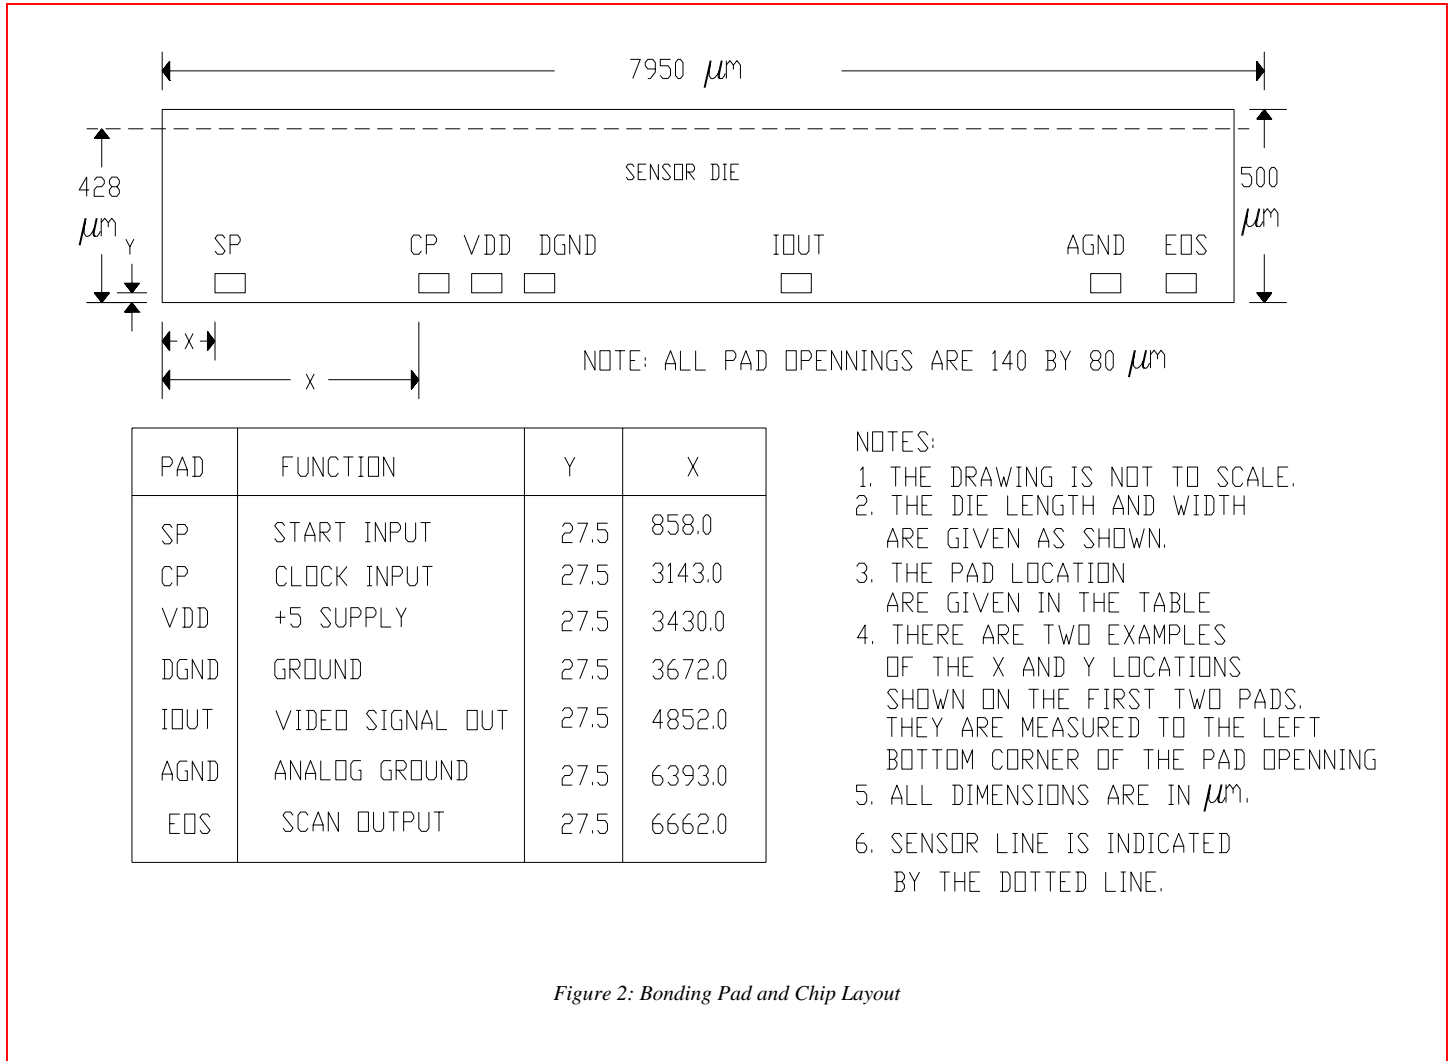 7950 μm
SENSOR DIE
428
μm
500
μm
Y
SP CP VDD DGND IOUT AGND EOS
X
X
NOTE: ALL PAD OPENNINGS ARE 140 BY 80 μm
PAD FUNCTION Y X
SP START INPUT 27.5 858.0
CP CLOCK INPUT 27.5 3143.0
VDD +5 SUPPLY 27.5 3430.0
DGND GROUND 27.5 3672.0
IOUT VIDEO SIGNAL OUT 27.5 4852.0
AGND ANALOG GROUND 27.5 6393.0
EOS SCAN OUTPUT 27.5 6662.0
NOTES:
1. THE DRAWING IS NOT TO SCALE.
2. THE DIE LENGTH AND WIDTH
ARE GIVEN AS SHOWN.
3. THE PAD LOCATION
ARE GIVEN IN THE TABLE
4. THERE ARE TWO EXAMPLES
OF THE X AND Y LOCATIONS
SHOWN ON THE FIRST TWO PADS.
THEY ARE MEASURED TO THE LEFT
BOTTOM CORNER OF THE PAD OPENNING
5. ALL DIMENSIONS ARE IN μm.
6. SENSOR LINE IS INDICATED
BY THE DOTTED LINE.
Figure 2: Bonding Pad and Chip Layout